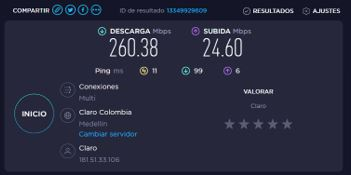 COMPARTIR
ID de resultado 13349929809
RESULTADOS
AJUSTES
DESCARGA Mbps
SUBIDA Mbps
260.38
24.60
Ping ms 11 99 6
Conexiones
Multi
INICIO
Claro Colombia
Medellín
Cambiar servidor
Claro
181.51.33.106
VALORAR
Claro